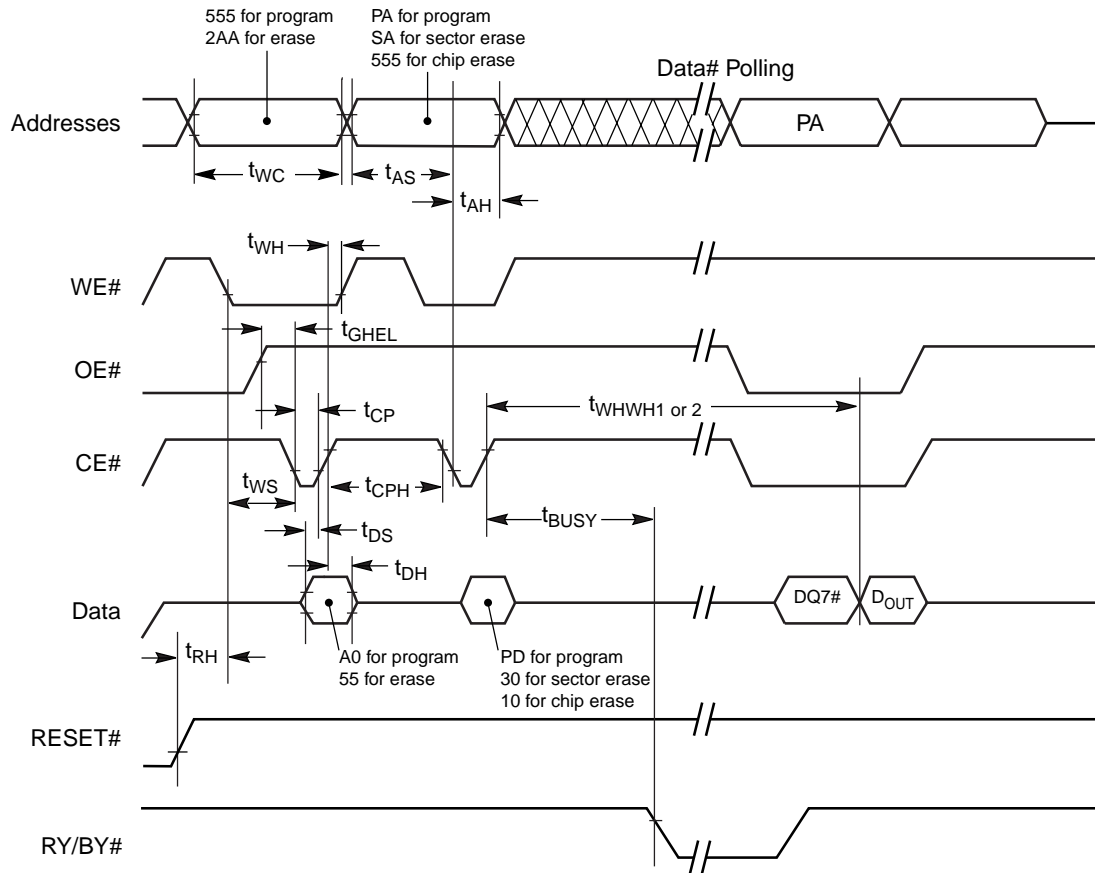 555 for program
2AA for erase
PA for program
SA for sector erase
555 for chip erase
Data# Polling
Addresses
PA
tWC
tAS
tAH
tWH
WE#
tGHEL
OE#
tWHWH1 or 2
tCP
CE#
tWS
tCPH
tBUSY
tDS
tDH
Data
DQ7#
DOUT
tRH
A0 for program
55 for erase
PD for program
30 for sector erase
10 for chip erase
RESET#
RY/BY#